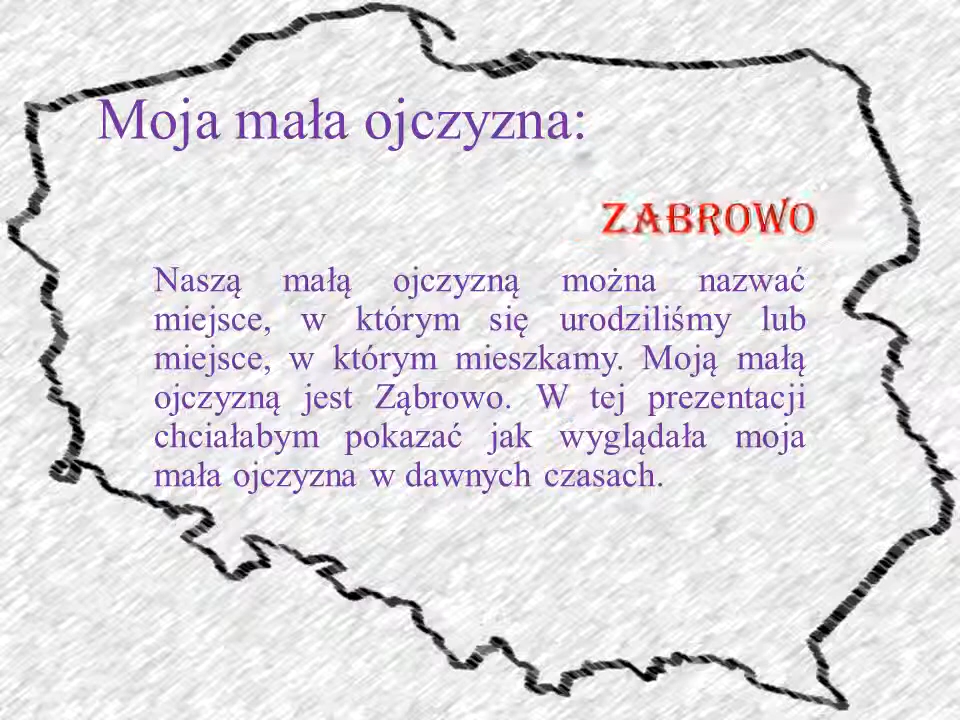 Moja mała ojczyzna:
ZABROWO
Naszą małą ojczyzną można nazwać
miejsce, w którym się urodziliśmy lub
miejsce, w którym mieszkamy. Moją małą
ojczyzną jest Ząbrowo. W tej prezentacji
chciałabym pokazać jak wyglądała moja
mała ojczyzna w dawnych czasach.